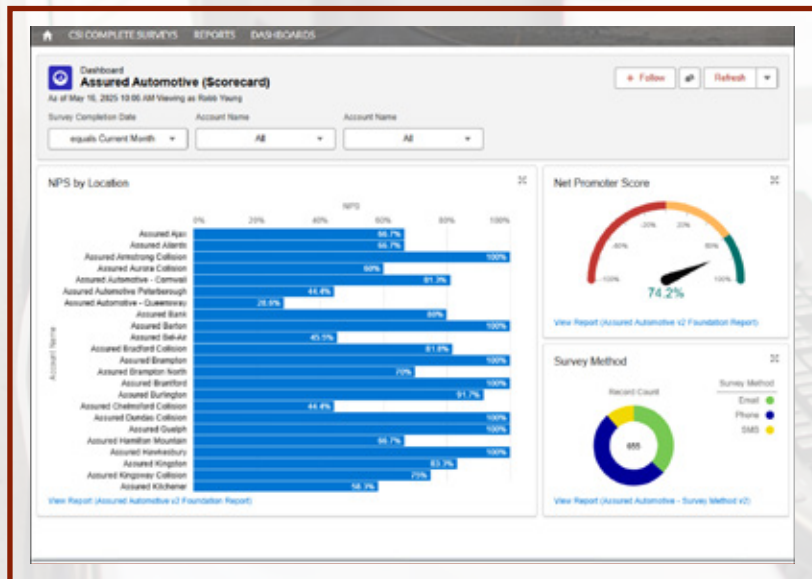 CSI COMPLETE SURVEYS REPORTS DASHBOARDS
Dashboard
Assured Automotive (Scorecard)
As of May 16, 2025 10:06 AM Viewing as Robb Young
Follow Refresh
Survey Completion Date Account Name Account Name
equals Current Month All All
NPS by Location
NPS
0% 20% 40% 60% 80% 100%
Assured Ajax 66.7%
Assured Atlantis 66.7%
Assured Armstrong Collision 100%
Assured Aurora Collision 60%
Assured Automotive - Cornwall 81.3%
Assured Automotive Peterborough 44.4%
Assured Automotive - Queensway 28.6%
Assured Bank 80%
Assured Barton 100%
Assured Bel-Air 45.5%
Assured Bradford Collision 81.8%
Assured Brampton 100%
Assured Brampton North 70%
Assured Brantford 100%
Assured Burlington 91.7%
Assured Chelmsford Collision 44.4%
Assured Dundas Collision 100%
Assured Guelph 100%
Assured Hamilton Mountain 66.7%
Assured Hawkesbury 100%
Assured Kingston 83.3%
Assured Kingsway Collision 75%
Assured Kitchener 58.3%
Account Name
View Report (Assured Automotive v2 Foundation Report)
Net Promoter Score
-20% 20%
-60% 60%
-100% 100%
74.2%
View Report (Assured Automotive v2 Foundation Report)
Survey Method
Record Count
655
Survey Method
Email
Phone
SMS
View Report (Assured Automotive - Survey Method v2)